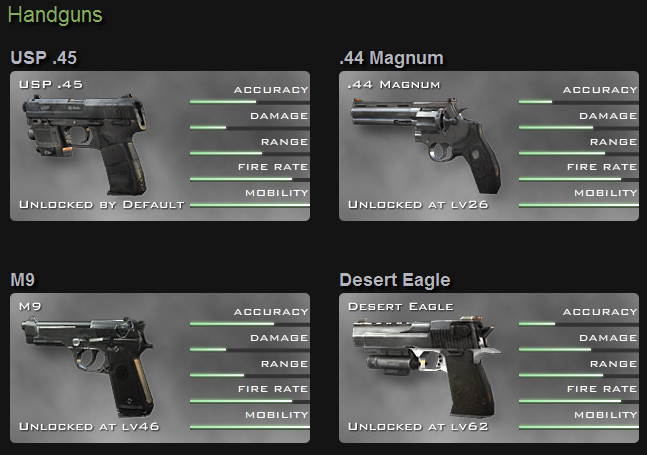 Handguns
USP .45
USP .45
ACCURACY
DAMAGE
RANGE
FIRE RATE
MOBILITY
Unlocked by Default
.44 Magnum
.44 Magnum
ACCURACY
DAMAGE
RANGE
FIRE RATE
MOBILITY
Unlocked at lv26
M9
M9
ACCURACY
DAMAGE
RANGE
FIRE RATE
MOBILITY
Unlocked at lv46
Desert Eagle
Desert Eagle
ACCURACY
DAMAGE
RANGE
FIRE RATE
MOBILITY
Unlocked at lv62